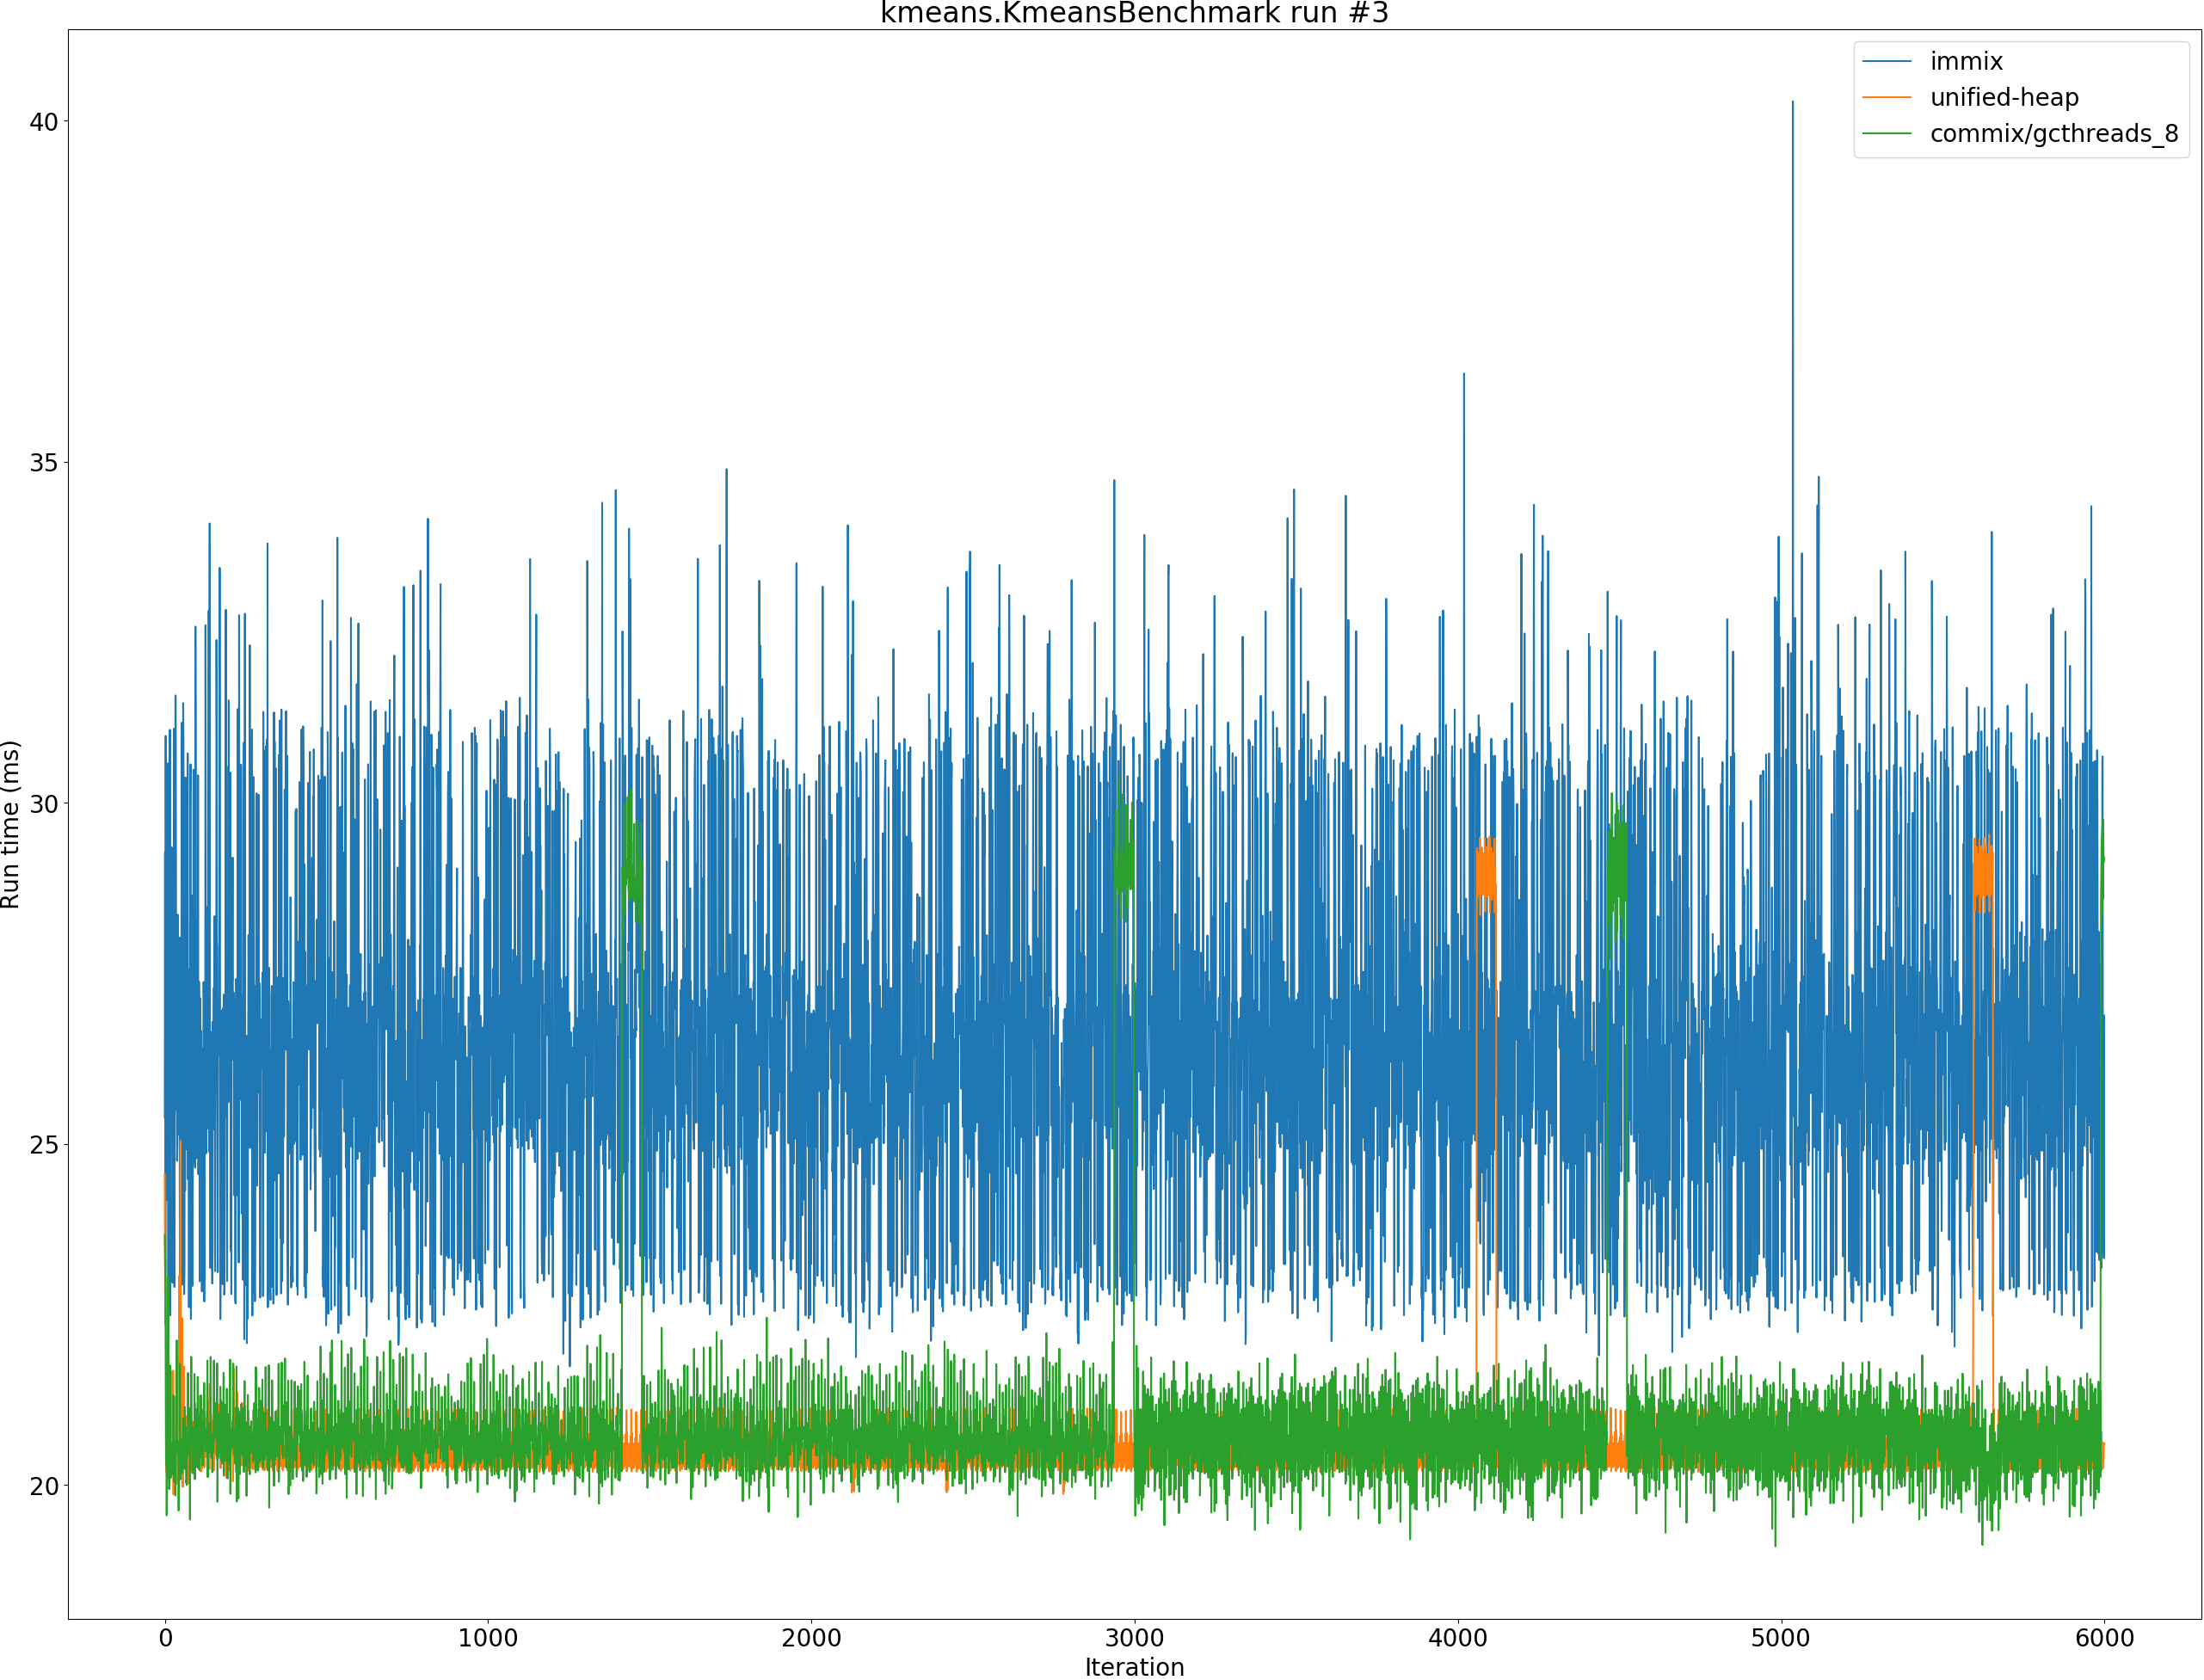 kmeans.KmeansBenchmark run #3
immix
unified-heap
commix/gcthreads_8
Run time (ms)
40
35
30
25
20
0 1000 2000 3000 4000 5000 6000
Iteration